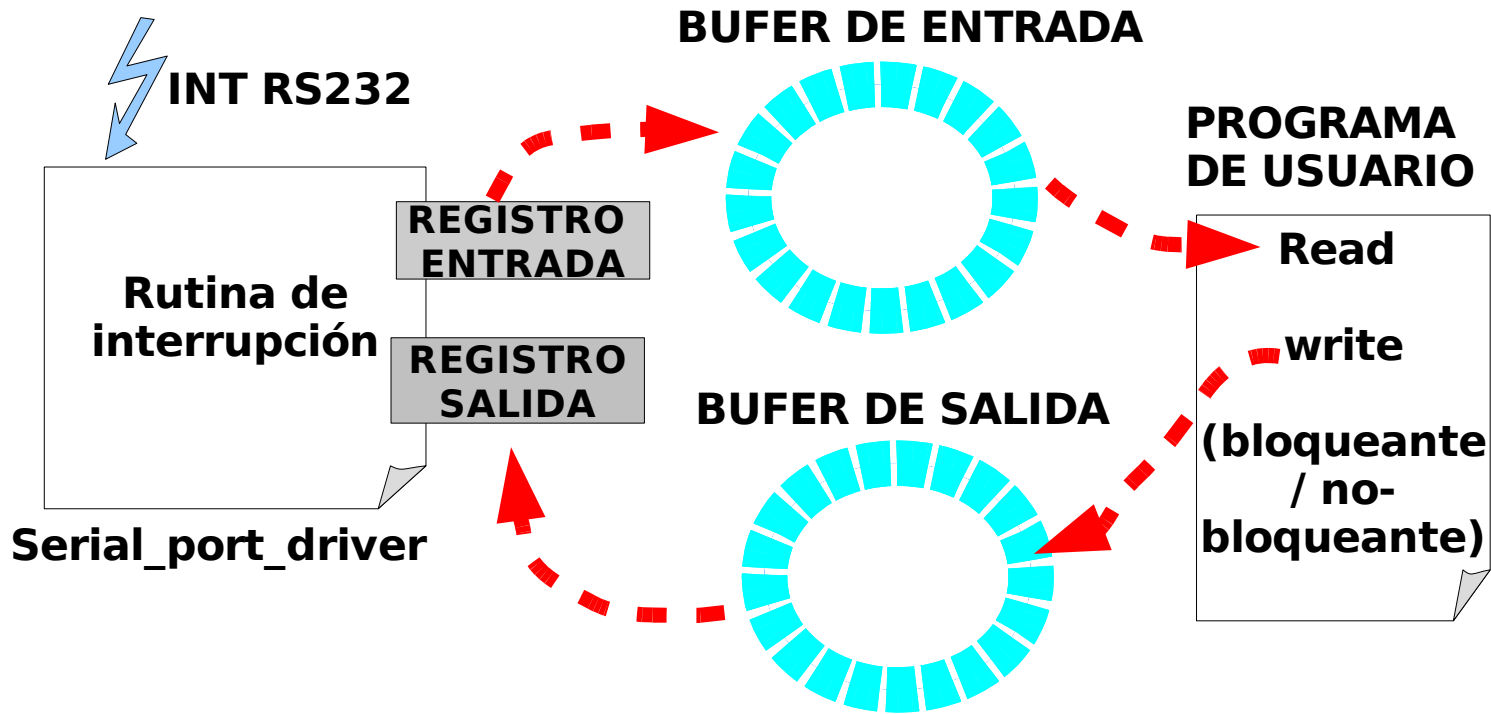 BUFER DE ENTRADA
INT RS232
PROGRAMA
DE USUARIO
REGISTRO
ENTRADA
Rutina de
interrupción
REGISTRO
SALIDA
Serial_port_driver
BUFER DE SALIDA
Read
write
(bloqueante
/ no-
bloqueante)